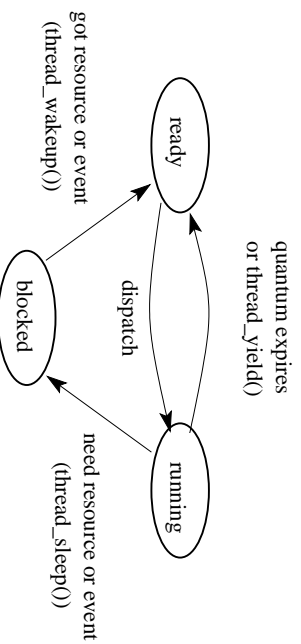 quantum expires
or thread_yield()
ready
running
dispatch
got resource or event
(thread_wakeup())
need resource or event
(thread_sleep())
blocked